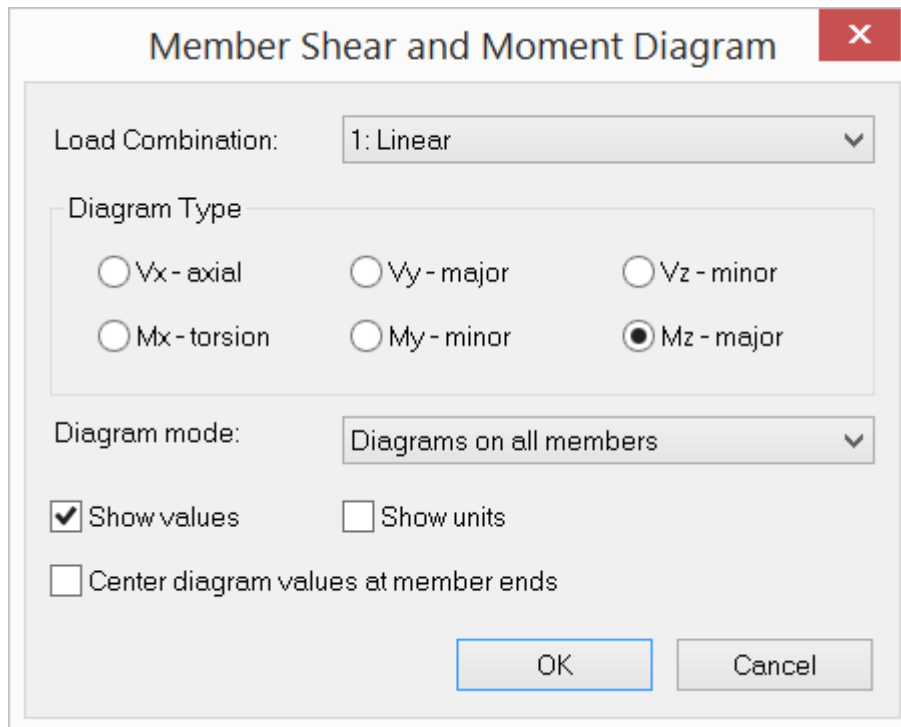 Member Shear and Moment Diagram
Load Combination: 1: Linear
Diagram Type
Vx - axial Vy - major Vz - minor
Mx - torsion My - minor Mz - major
Diagram mode: Diagrams on all members
Show values Show units
Center diagram values at member ends
OK Cancel